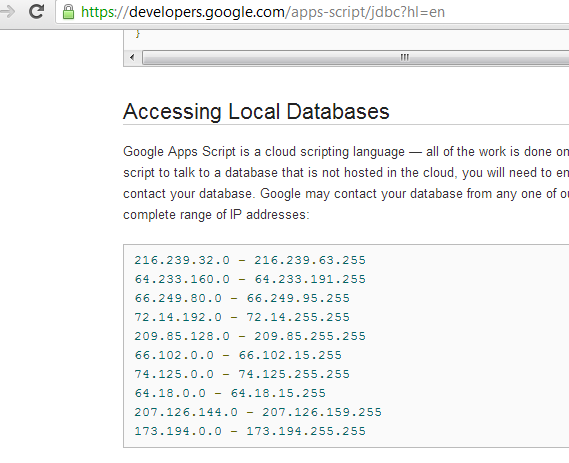 https://developers.google.com/apps-script/jdbc?hl=en
}
Accessing Local Databases
Google Apps Script is a cloud scripting language — all of the work is done on
script to talk to a database that is not hosted in the cloud, you will need to en
contact your database. Google may contact your database from any one of ou
complete range of IP addresses:
216.239.32.0 - 216.239.63.255
64.233.160.0 - 64.233.191.255
66.249.80.0 - 66.249.95.255
72.14.192.0 - 72.14.255.255
209.85.128.0 - 209.85.255.255
66.102.0.0 - 66.102.15.255
74.125.0.0 - 74.125.255.255
64.18.0.0 - 64.18.15.255
207.126.144.0 - 207.126.159.255
173.194.0.0 - 173.194.255.255